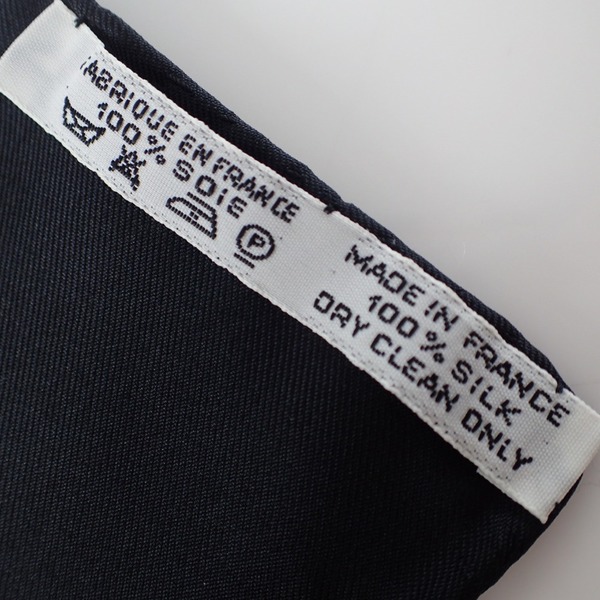 FABRIQUE EN FRANCE
100% SOIE
P
MADE IN FRANCE
100% SILK
DRY CLEAN ONLY